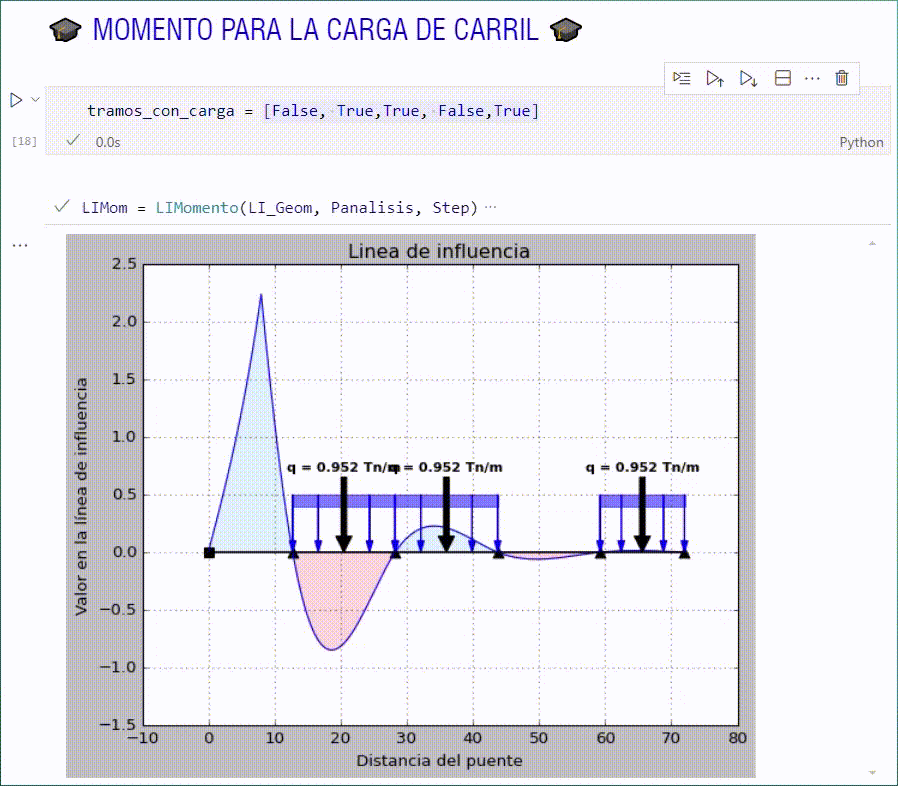 🎓 MOMENTO PARA LA CARGA DE CARRIL 🎓
tramos_con_carga = [False, True,True, False,True]
[18]
0.0s
Python
LIMom = LIMomento(LI_Geom, Panalisis, Step) ...
...
Linea de influencia
2.5
2.0
1.5
1.0
0.5
0.0
−0.5
−1.0
−1.5
Valor en la línea de influencia
q = 0.952 Tn/m
q = 0.952 Tn/m
q = 0.952 Tn/m
−10 0 10 20 30 40 50 60 70 80
Distancia del puente